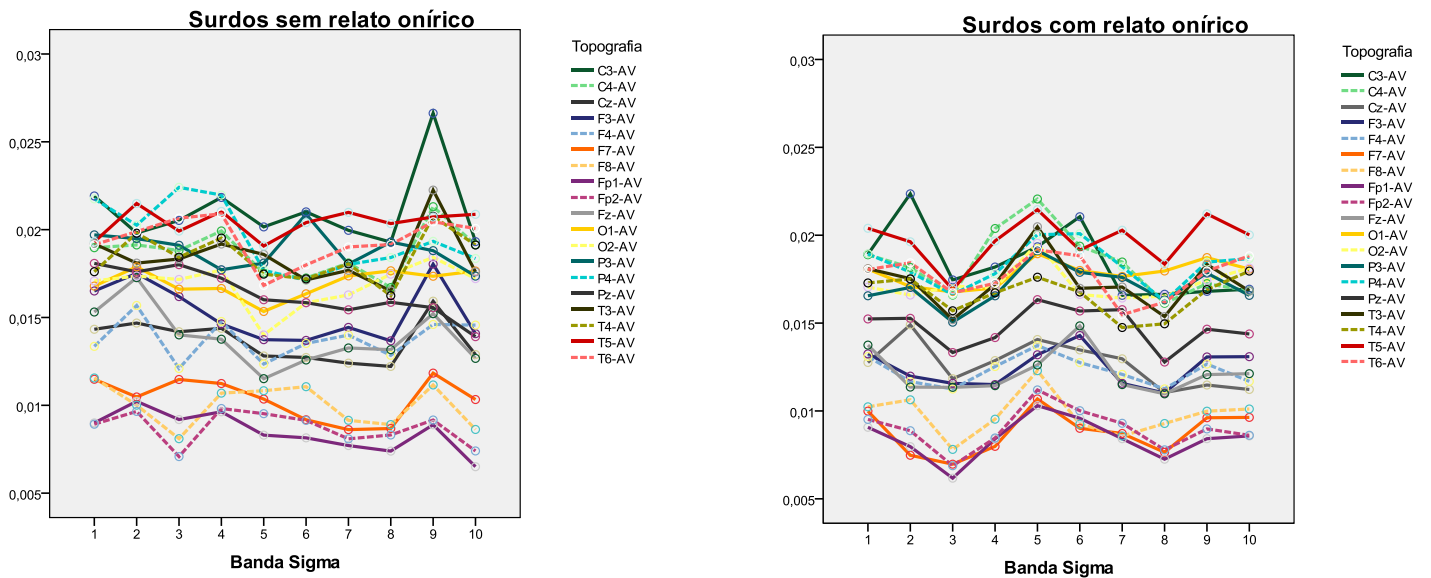 Surdos sem relato onírico
Topografia
C3-AV
C4-AV
Cz-AV
F3-AV
F4-AV
F7-AV
F8-AV
Fp1-AV
Fp2-AV
Fz-AV
O1-AV
O2-AV
P3-AV
P4-AV
Pz-AV
T3-AV
T4-AV
T5-AV
T6-AV
0,03
0,025
0,02
0,015
0,01
0,005
1 2 3 4 5 6 7 8 9 10
Banda Sigma
Surdos com relato onírico
Topografia
C3-AV
C4-AV
Cz-AV
F3-AV
F4-AV
F7-AV
F8-AV
Fp1-AV
Fp2-AV
Fz-AV
O1-AV
O2-AV
P3-AV
P4-AV
Pz-AV
T3-AV
T4-AV
T5-AV
T6-AV
0,03
0,025
0,02
0,015
0,01
0,005
1 2 3 4 5 6 7 8 9 10
Banda Sigma